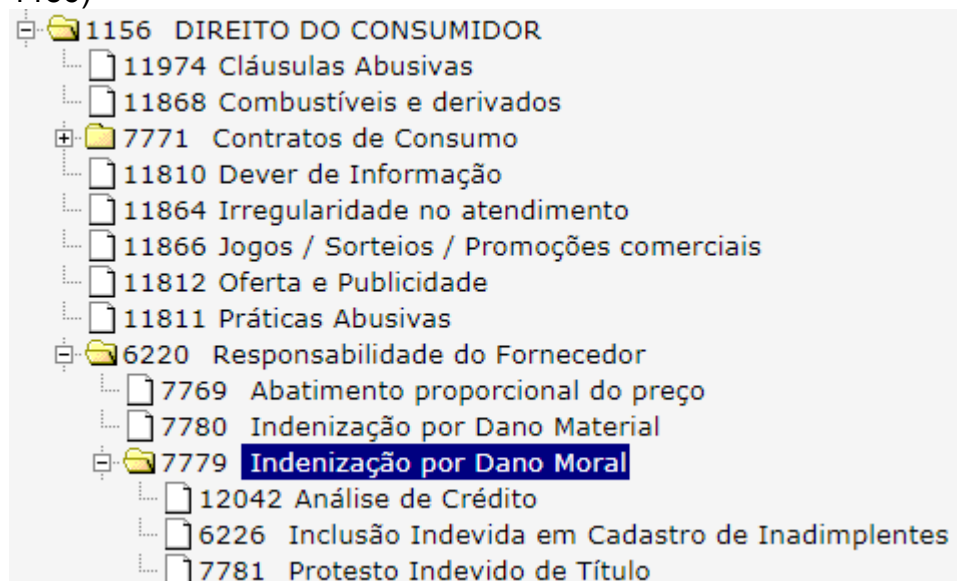 1156 DIREITO DO CONSUMIDOR
11974 Cláusulas Abusivas
11868 Combustíveis e derivados
7771 Contratos de Consumo
11810 Dever de Informação
11864 Irregularidade no atendimento
11866 Jogos / Sorteios / Promoções comerciais
11812 Oferta e Publicidade
11811 Práticas Abusivas
6220 Responsabilidade do Fornecedor
7769 Abatimento proporcional do preço
7780 Indenização por Dano Material
7779 Indenização por Dano Moral
12042 Análise de Crédito
6226 Inclusão Indevida em Cadastro de Inadimplentes
7781 Protesto Indevido de Título